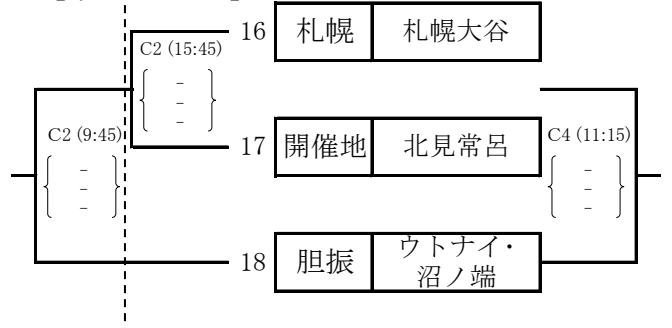 16 札幌 札幌大谷
C2 (15:45)
{ - }
-
-
C2 (9:45)
{ - }
-
-
17 開催地 北見常呂
C4 (11:15)
{ - }
-
-
18 胆振 ウトナイ・
沼ノ端